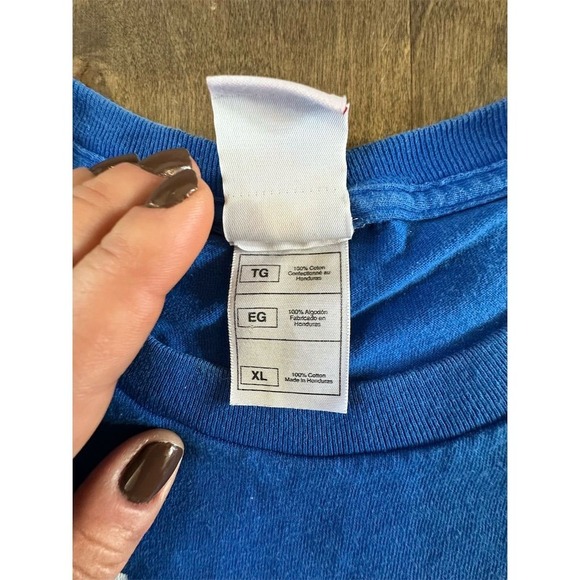 TG
100% Coton
Confectionné au
Honduras
EG
100% Algodón
Fabricado en
Honduras
XL
100% Cotton
Made in Honduras